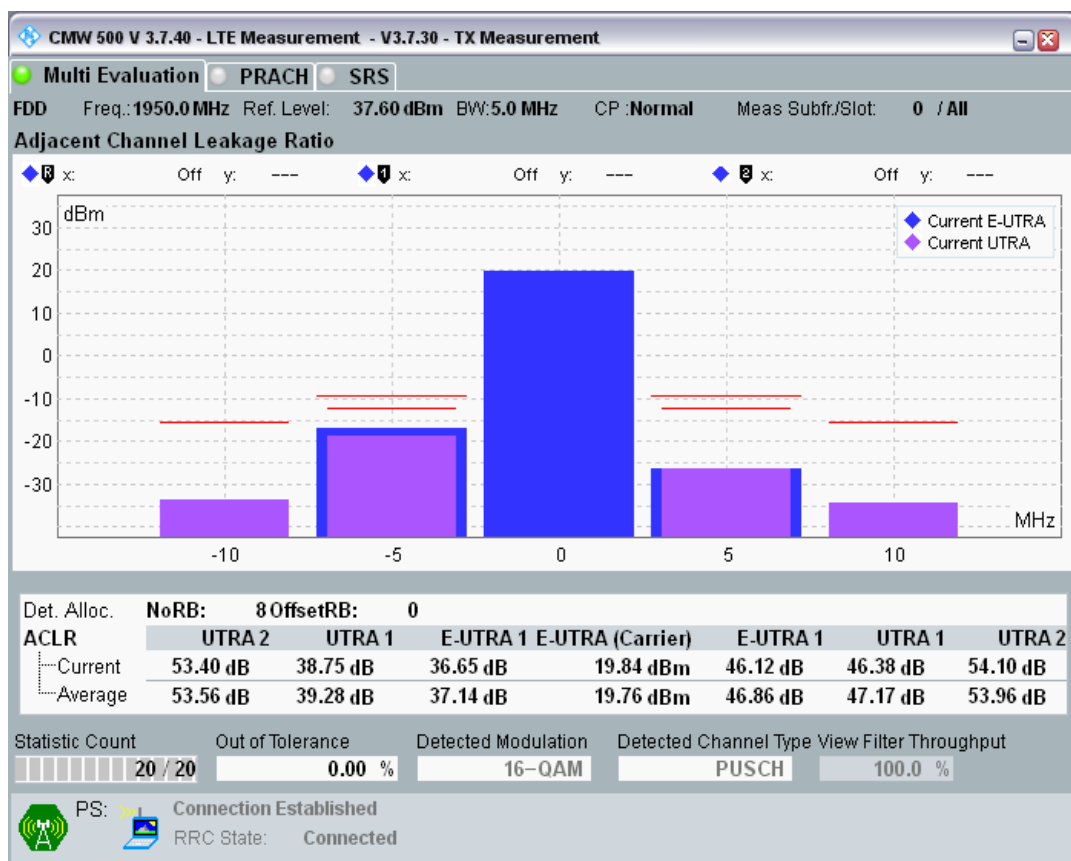 CMW 500 V 3.7.40 - LTE Measurement - V3.7.30 - TX Measurement
Multi Evaluation PRACH SRS
FDD Freq.: 1950.0 MHz Ref. Level: 37.60 dBm BW: 5.0 MHz CP : Normal Meas Subfr./Slot: 0 / All
Adjacent Channel Leakage Ratio
R x: Off y: --- 1 x: Off y: --- 2 x: Off y: ---
dBm
Current E-UTRA
Current UTRA
30
20
10
0
-10
-20
-30
MHz
-10 -5 0 5 10
Det. Alloc. NoRB: 8 OffsetRB: 0
ACLR UTRA 2 UTRA 1 E-UTRA 1 E-UTRA (Carrier) E-UTRA 1 UTRA 1 UTRA 2
Current 53.40 dB 38.75 dB 36.65 dB 19.84 dBm 46.12 dB 46.38 dB 54.10 dB
Average 53.56 dB 39.28 dB 37.14 dB 19.76 dBm 46.86 dB 47.17 dB 53.96 dB
Statistic Count Out of Tolerance Detected Modulation Detected Channel Type View Filter Throughput
20 / 20 0.00 % 16-QAM PUSCH 100.0 %
PS: Connection Established
RRC State: Connected